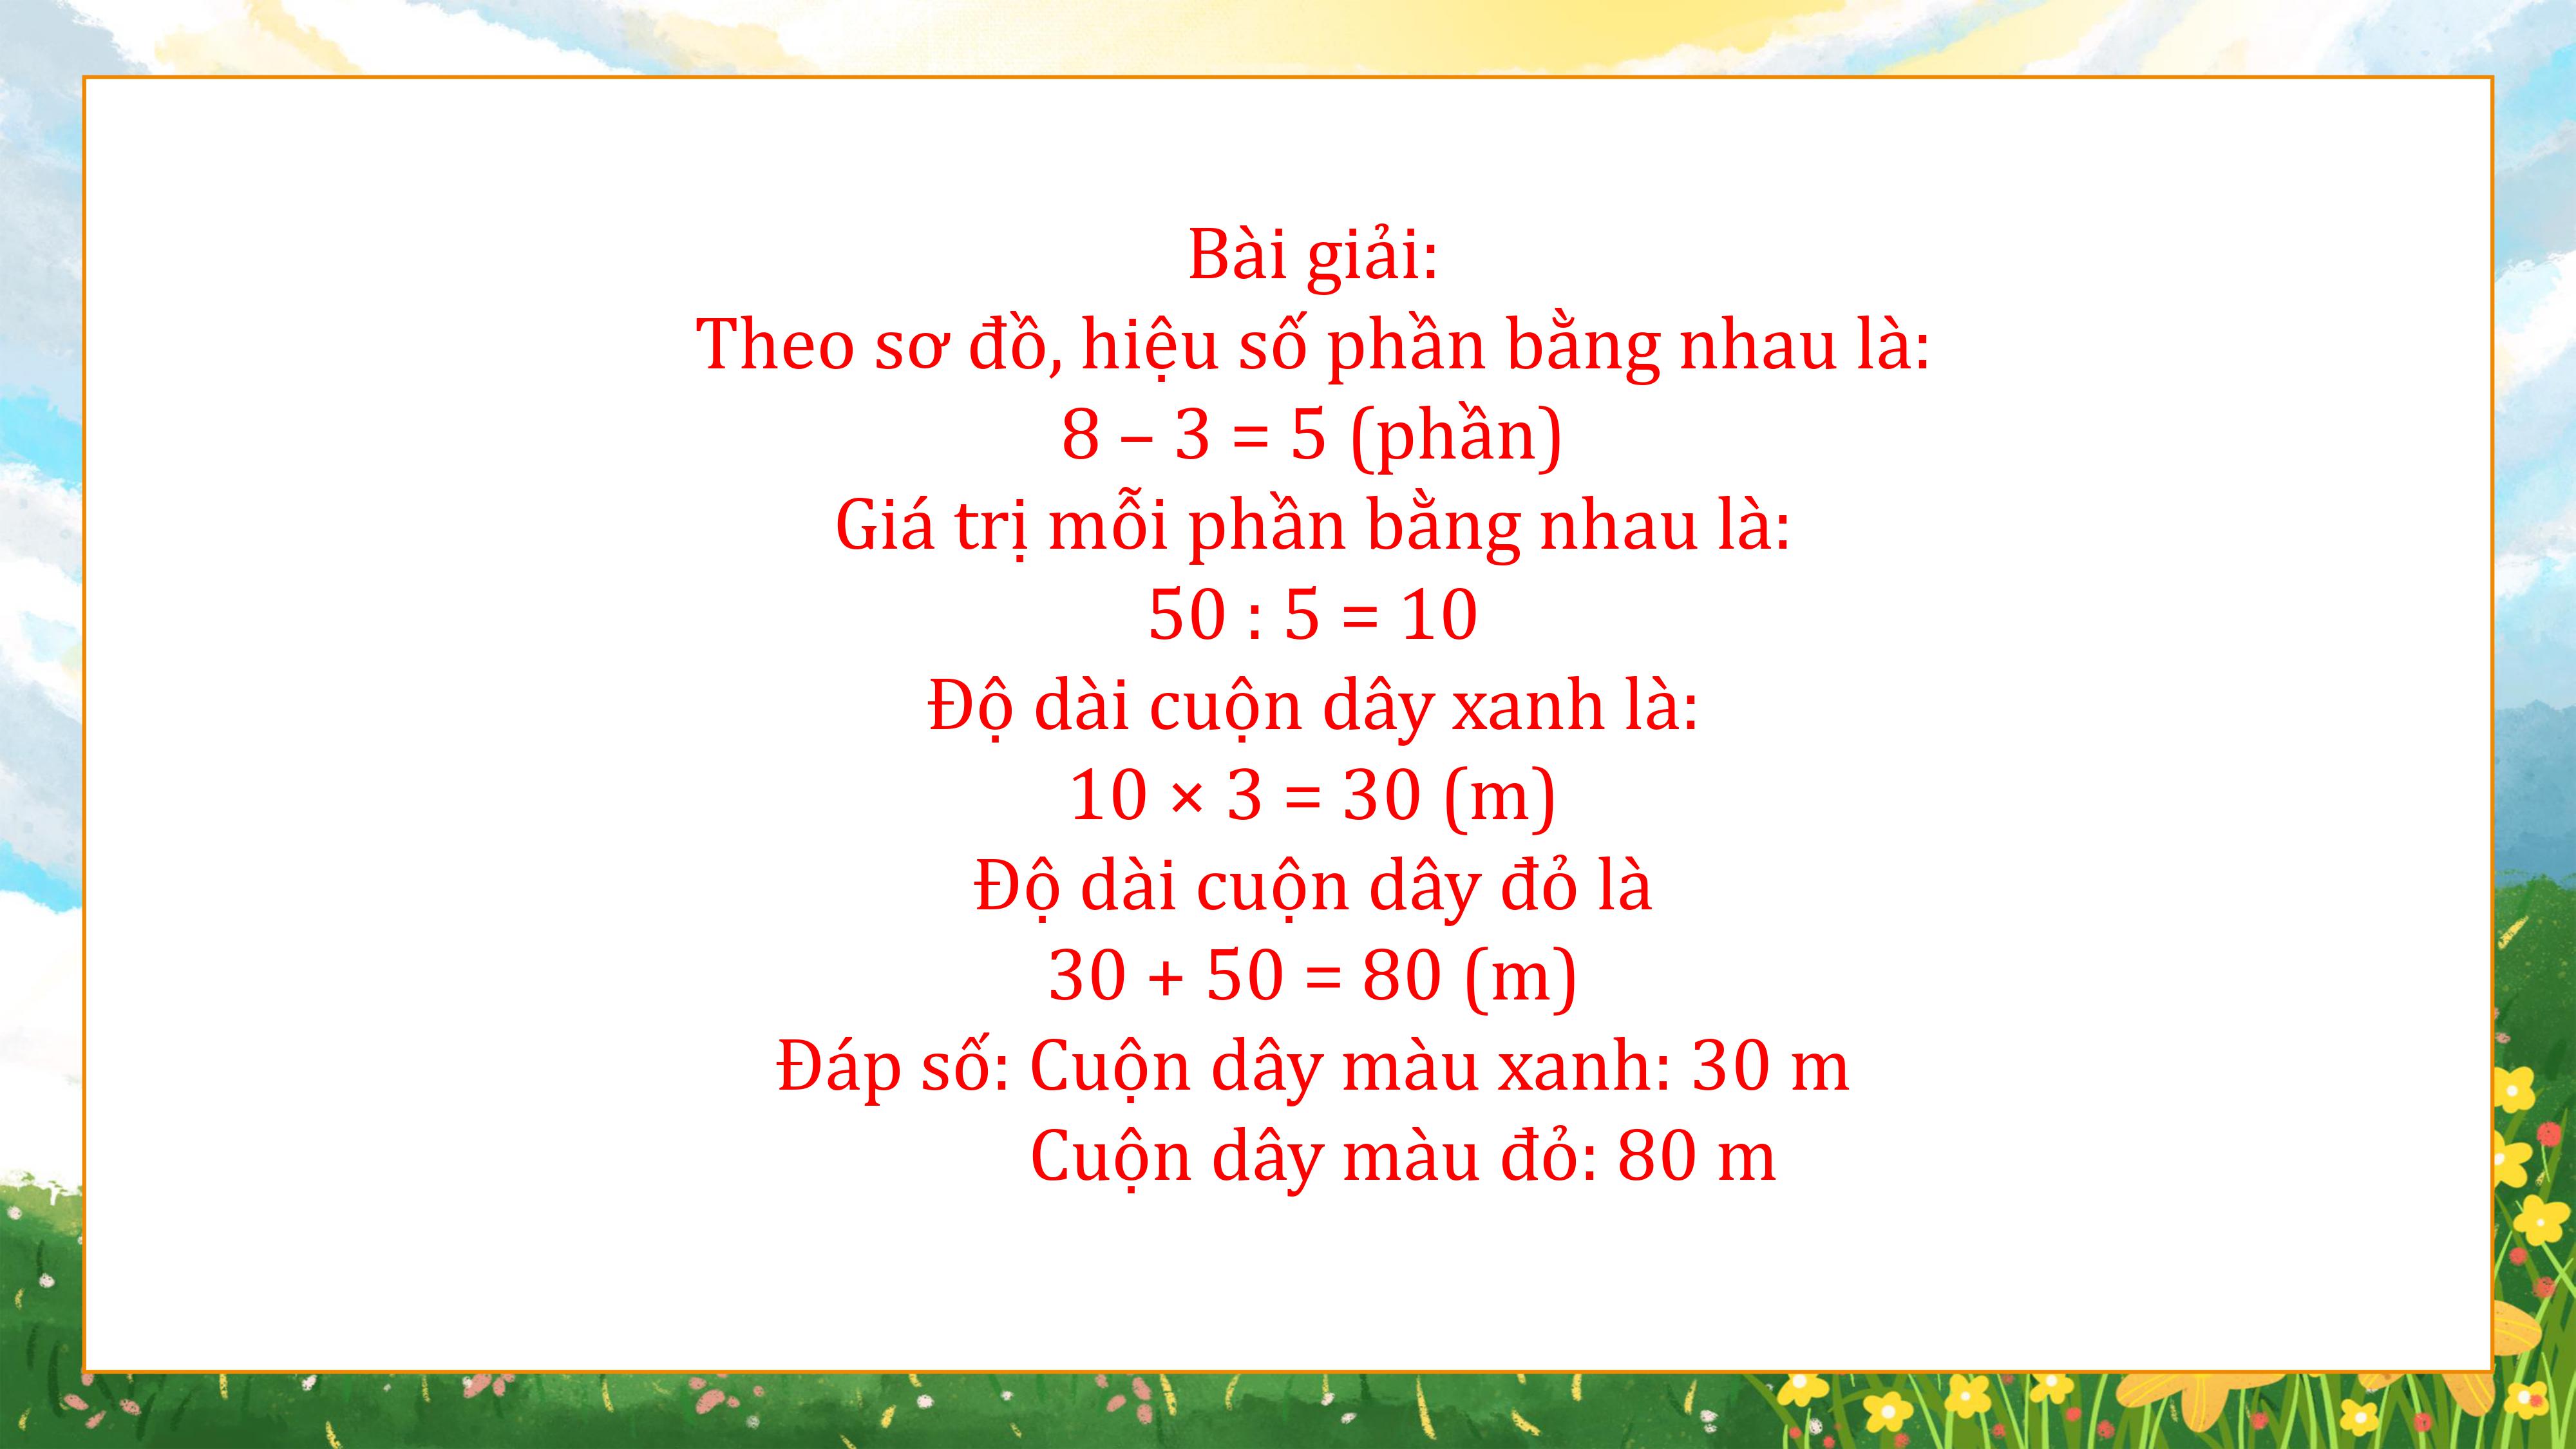 Bài giải:
Theo sơ đồ, hiệu số phần bằng nhau là:
8 – 3 = 5 (phần)
Giá trị mỗi phần bằng nhau là:
50 : 5 = 10
Độ dài cuộn dây xanh là:
10 × 3 = 30 (m)
Độ dài cuộn dây đỏ là
30 + 50 = 80 (m)
Đáp số: Cuộn dây màu xanh: 30 m
Cuộn dây màu đỏ: 80 m